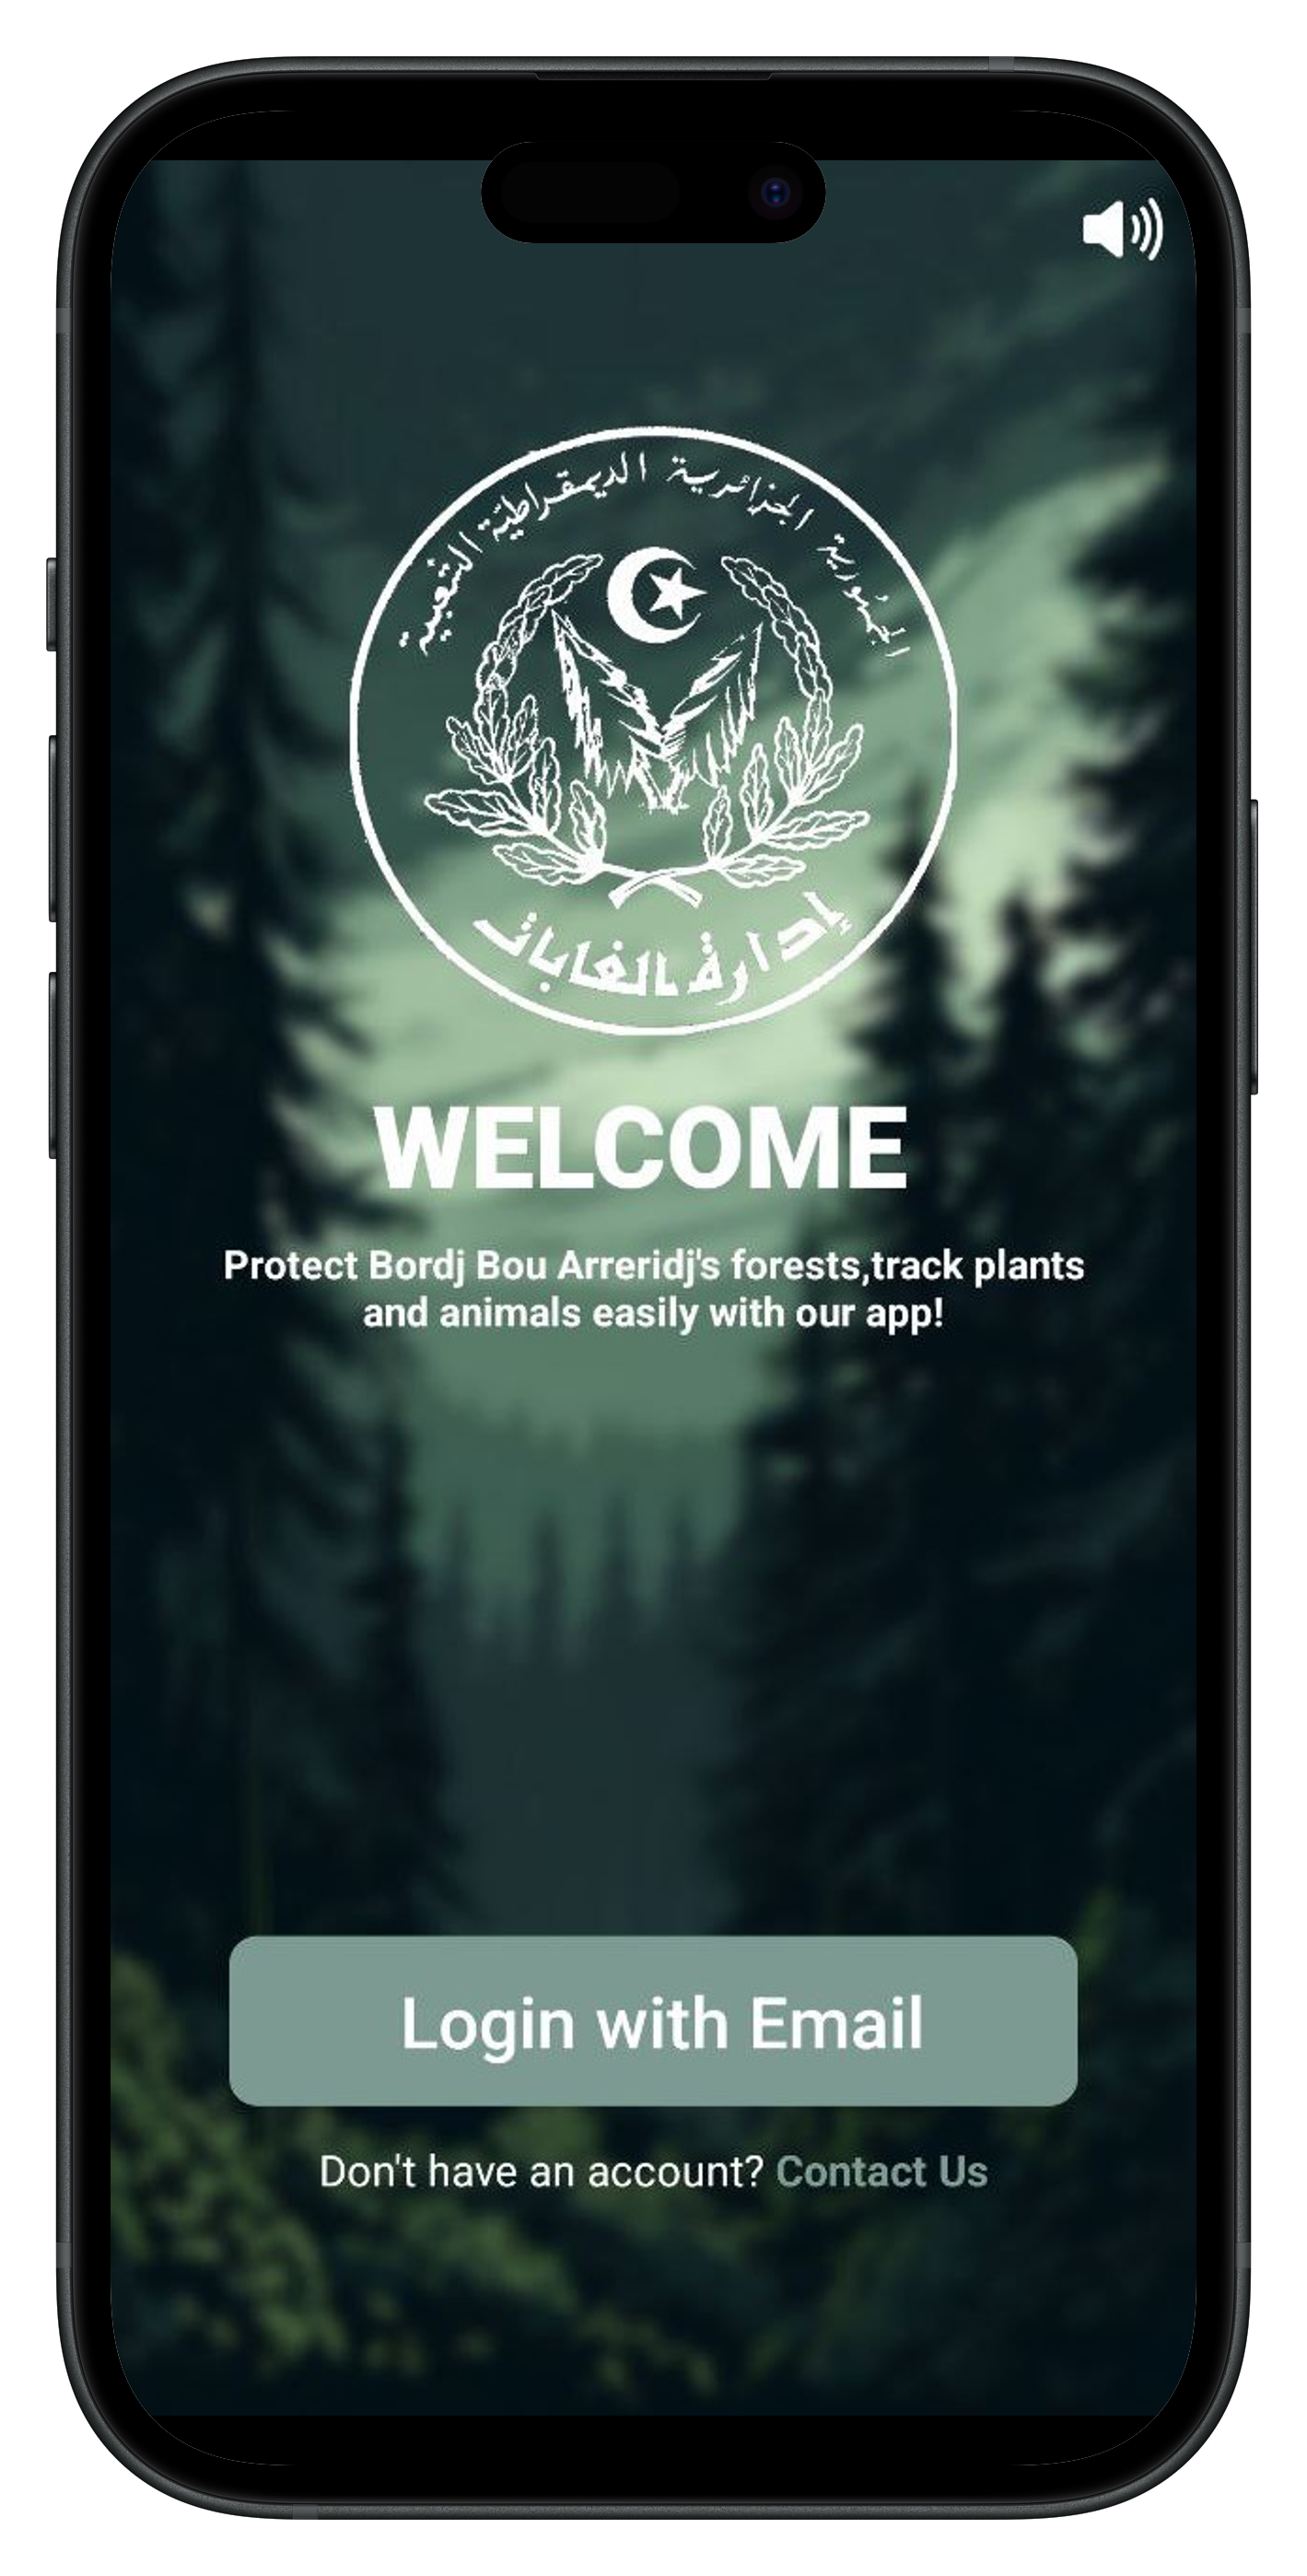 الجمهورية الجزائرية الديمقراطية الشعبية
إدارة الغابات
WELCOME
Protect Bordj Bou Arreridj's forests,track plants
and animals easily with our app!
Login with Email
Don't have an account? Contact Us